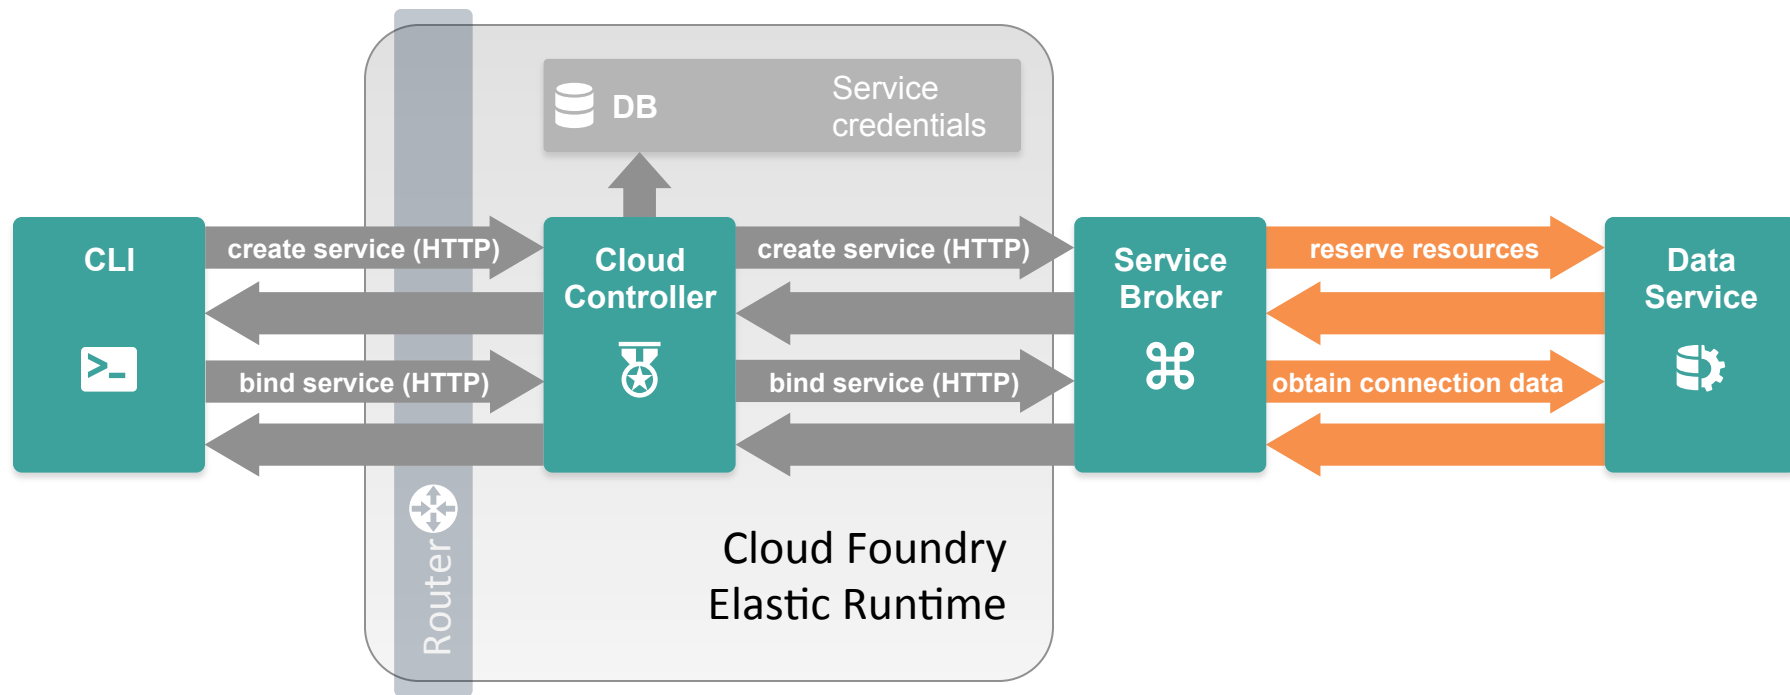 DB
Service
credentials
CLI
create service (HTTP)
bind service (HTTP)
Router
Cloud
Controller
create service (HTTP)
bind service (HTTP)
Service
Broker
reserve resources
obtain connection data
Data
Service
Cloud Foundry
Elastic Runtime